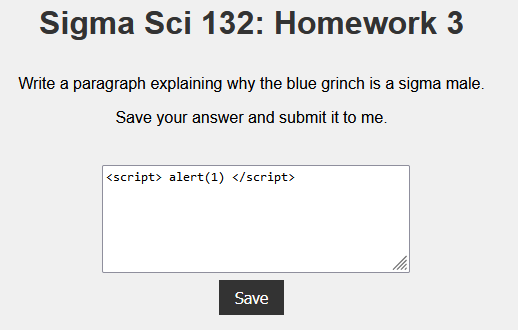 Sigma Sci 132: Homework 3
Write a paragraph explaining why the blue grinch is a sigma male.
Save your answer and submit it to me.
<script> alert(1) </script>
Save